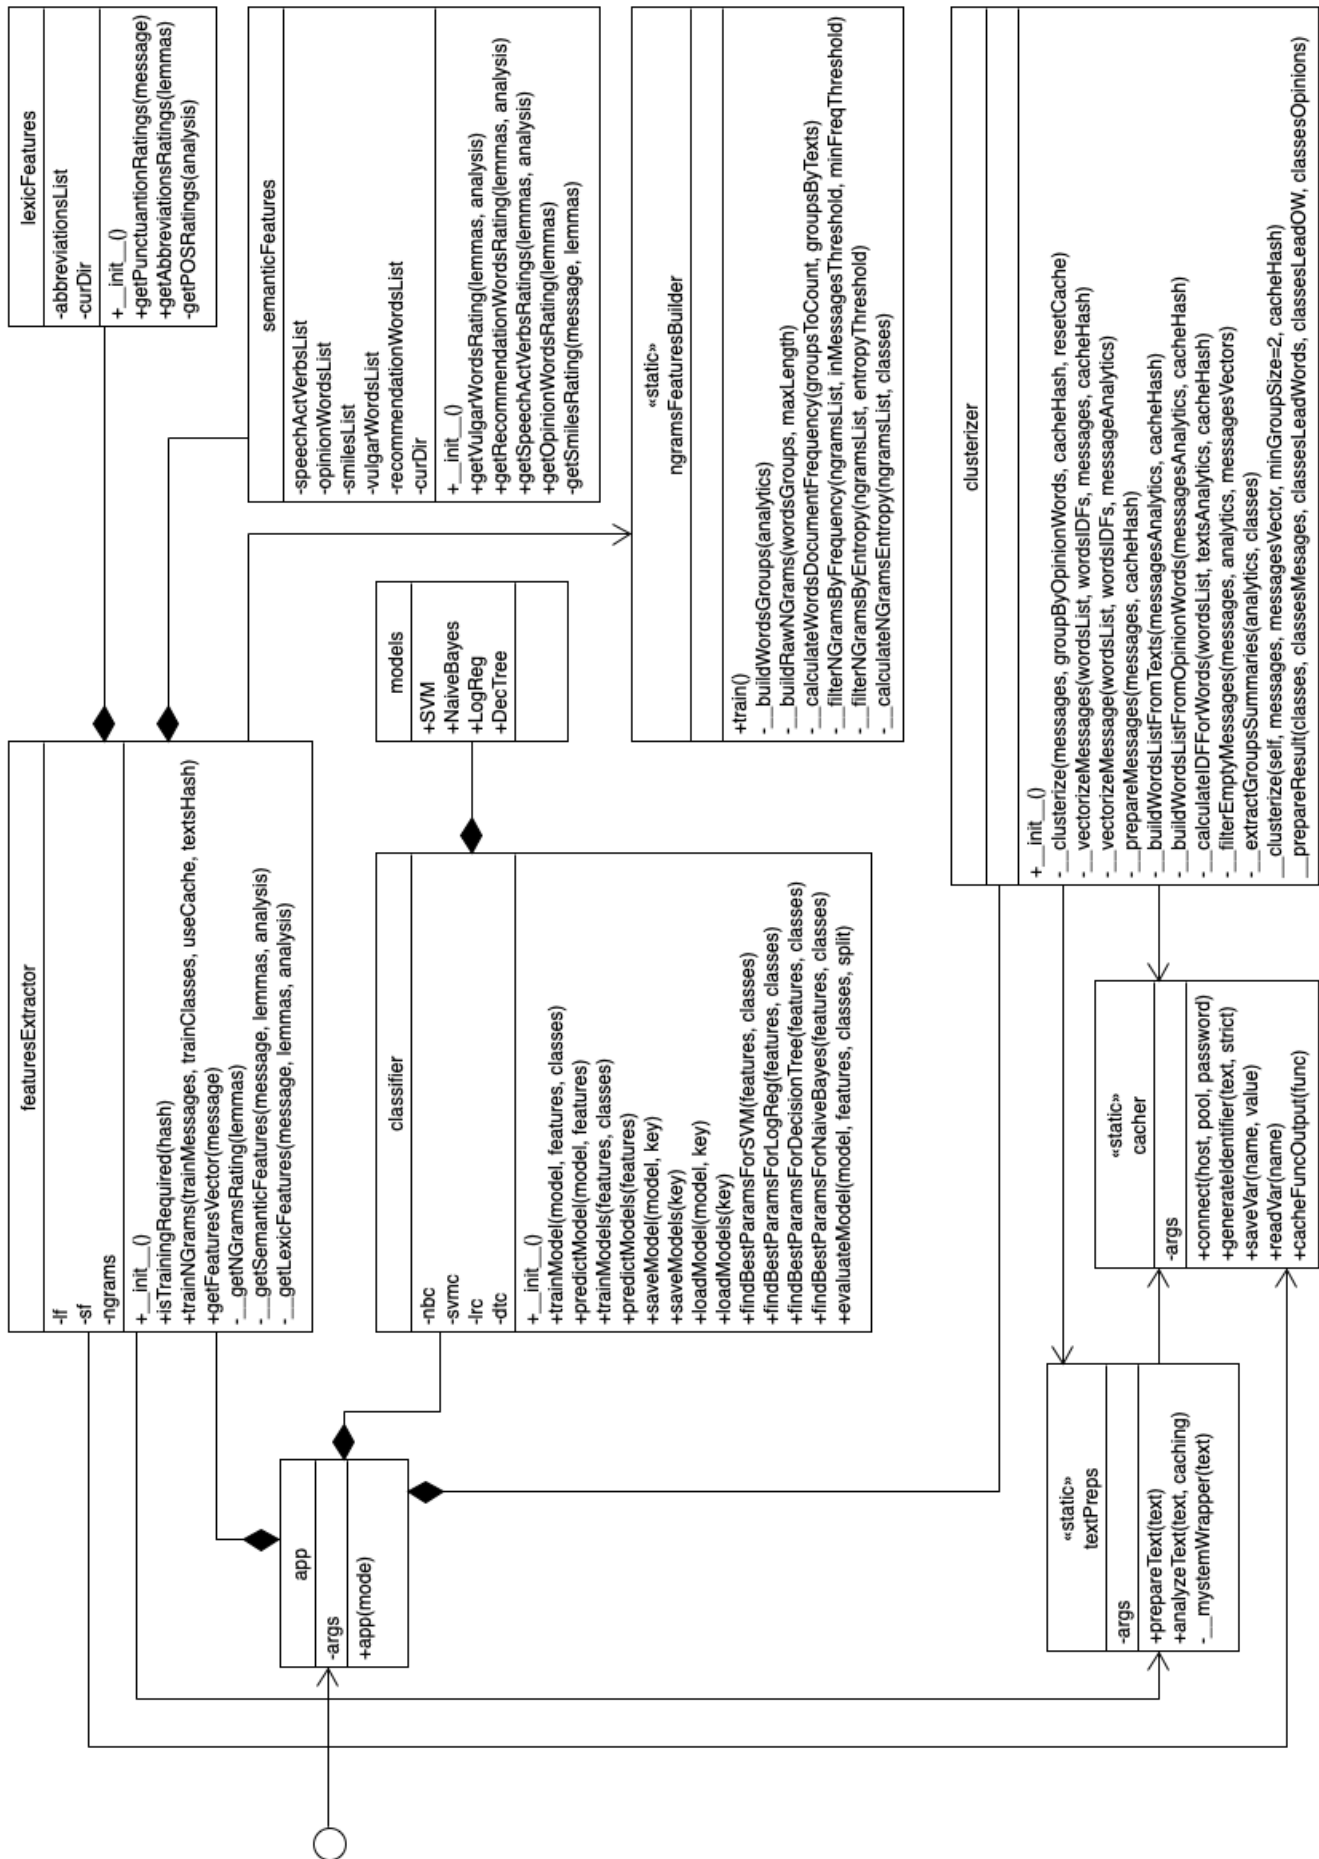 lexicFeatures
-abbreviationsList
-curDir
+__init__()
+getPunctuantionRatings(message)
+getAbbreviationsRatings(lemmas)
-getPOSRatings(analysis)
semanticFeatures
-speechActVerbsList
-opinionWordsList
-smilesList
-vulgarWordsList
-recommendationWordsList
-curDir
+__init__()
+getVulgarWordsRating(lemmas, analysis)
+getRecommendationWordsRating(lemmas, analysis)
+getSpeechActVerbsRatings(lemmas, analysis)
+getOpinionWordsRating(lemmas)
-getSmilesRating(message, lemmas)
«static»
ngramsFeaturesBuilder
+train()
-__buildWordsGroups(analytics)
-__buildRawNGrams(wordsGroups, maxLength)
-__calculateWordsDocumentFrequency(groupsToCount, groupsByTexts)
-__filterNGramsByFrequency(ngramsList, inMessagesThreshold, minFreqThreshold)
-__filterNGramsByEntropy(ngramsList, entropyThreshold)
-__calculateNGramsEntropy(ngramsList, classes)
clusterizer
+__init__()
-__clusterize(messages, groupByOpinionWords, cacheHash, resetCache)
-__vectorizeMessages(wordsList, wordsIDFs, messages, cacheHash)
-__vectorizeMessage(wordsList, wordsIDFs, messageAnalytics)
-__prepareMessages(messages, cacheHash)
-__buildWordsListFromTexts(messagesAnalytics, cacheHash)
-__buildWordsListFromOpinionWords(messagesAnalytics, cacheHash)
-__calculateIDFForWords(wordsList, textsAnalytics, cacheHash)
-__filterEmptyMessages(messages, analytics, messagesVectors)
-__extractGroupsSummaries(analytics, classes)
__clusterize(self, messages, messagesVector, minGroupSize=2, cacheHash)
__prepareResult(classes, classesMesages, classesLeadWords, classesLeadOW, classesOpinions)
featuresExtractor
-lf
-sf
-ngrams
+__init__()
+isTrainingRequired(hash)
+trainNGrams(trainMessages, trainClasses, useCache, textsHash)
+getFeaturesVector(message)
-__getNGramsRating(lemmas)
-__getSemanticFeatures(message, lemmas, analysis)
-__getLexicFeatures(message, lemmas, analysis)
models
+SVM
+NaiveBayes
+LogReg
+DecTree
classifier
-nbc
-svmc
-lrc
-dtc
+__init__()
+trainModel(model, features, classes)
+predictModel(model, features)
+trainModels(features, classes)
+predictModels(features)
+saveModel(model, key)
+saveModels(key)
+loadModel(model, key)
+loadModels(key)
+findBestParamsForSVM(features, classes)
+findBestParamsForLogReg(features, classes)
+findBestParamsForDecisionTree(features, classes)
+findBestParamsForNaiveBayes(features, classes)
+evaluateModel(model, features, classes, split)
app
-args
+app(mode)
«static»
textPreps
-args
+prepareText(text)
+analyzeText(text, caching)
-__mystemWrapper(text)
«static»
cacher
-args
+connect(host, pool, password)
+generateIdentifier(text, strict)
+saveVar(name, value)
+readVar(name)
+cacheFuncOutput(func)